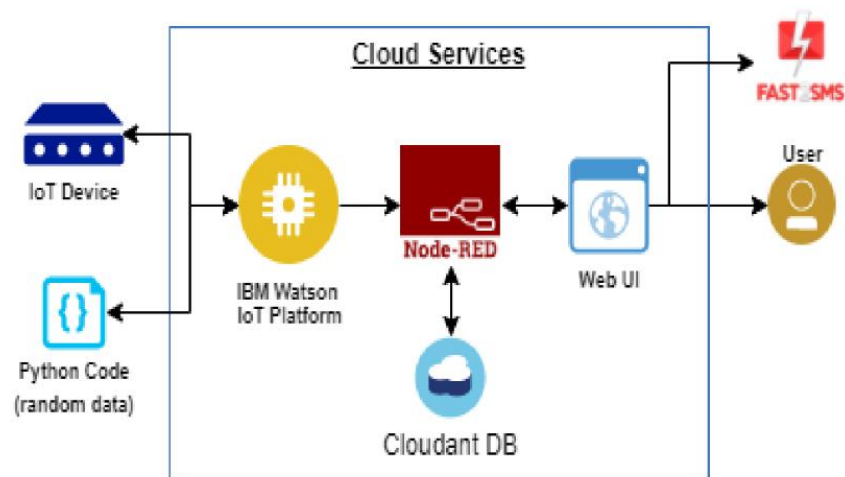 Cloud Services
FAST2SMS
IoT Device
User
Node-RED
IBM Watson
IoT Platform
Web UI
Python Code
(random data)
Cloudant DB